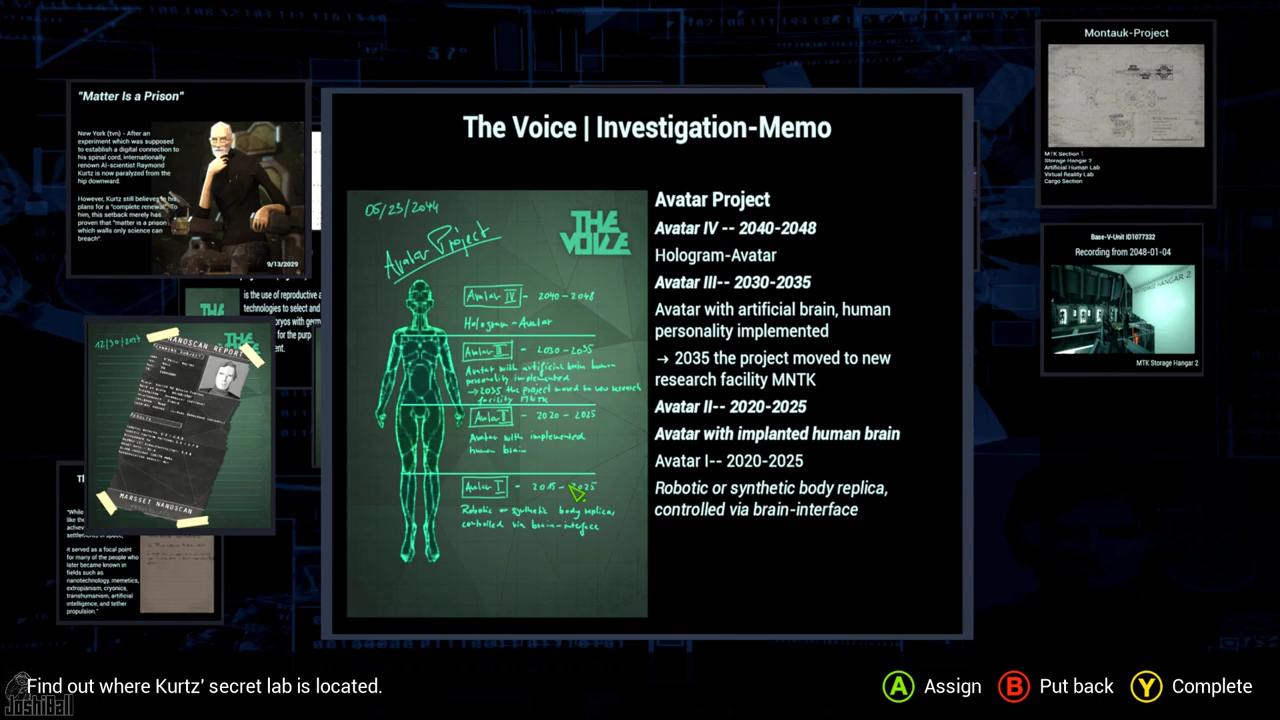 "Matter Is a Prison"
New York (tvn) - After an
experiment which was supposed
to establish a digital connection to
his spinal cord, internationally
renown AI-scientist Raymond
Kurtz is now paralyzed from the
hip downward.
However, Kurtz still believes in his
plans for a "complete renewal". To
him, this setback merely has
proven that "matter is a prison
which walls only science can
breach".
9/13/2029
is the use of reproductive a
technologies to select and
bryos with germ
for the purp
ent.
NANOSCAN REPORT
RESULTS
MARSSET NANOSCAN
"While
like the
achiev
settlements in space,
it served as a focal point
for many of the people who
later became known in
fields such as
nanotechnology, memetics,
extropianism, cryonics,
transhumanism, artificial
intelligence, and tether
propulsion."
The Voice | Investigation-Memo
05/23/2044
THE
VOICE
Avatar Project
Avatar IV - 2040-2048
Hologram-Avatar
Avatar III - 2030-2035
Avatar with artificial brain human
personality implemented
→ 2035 the project moved to new research
facility MNTK
Avatar II - 2020-2025
Avatar with implemented
human brain
Avatar I - 2015-2025
Robotic or synthetic body replica,
controlled via brain-interface
Avatar Project
Avatar IV -- 2040-2048
Hologram-Avatar
Avatar III-- 2030-2035
Avatar with artificial brain, human
personality implemented
→ 2035 the project moved to new
research facility MNTK
Avatar II-- 2020-2025
Avatar with implanted human brain
Avatar I-- 2020-2025
Robotic or synthetic body replica,
controlled via brain-interface
Montauk-Project
MTK Section 1
Storage Hangar 2
Artificial Human Lab
Virtual Reality Lab
Cargo Section
Base-V-Unit ID1077332
Recording from 2048-01-04
STORAGE HANGAR 2
MTK Storage Hangar 2
Find out where Kurtz' secret lab is located.
JoshiBall
A Assign
B Put back
Y Complete